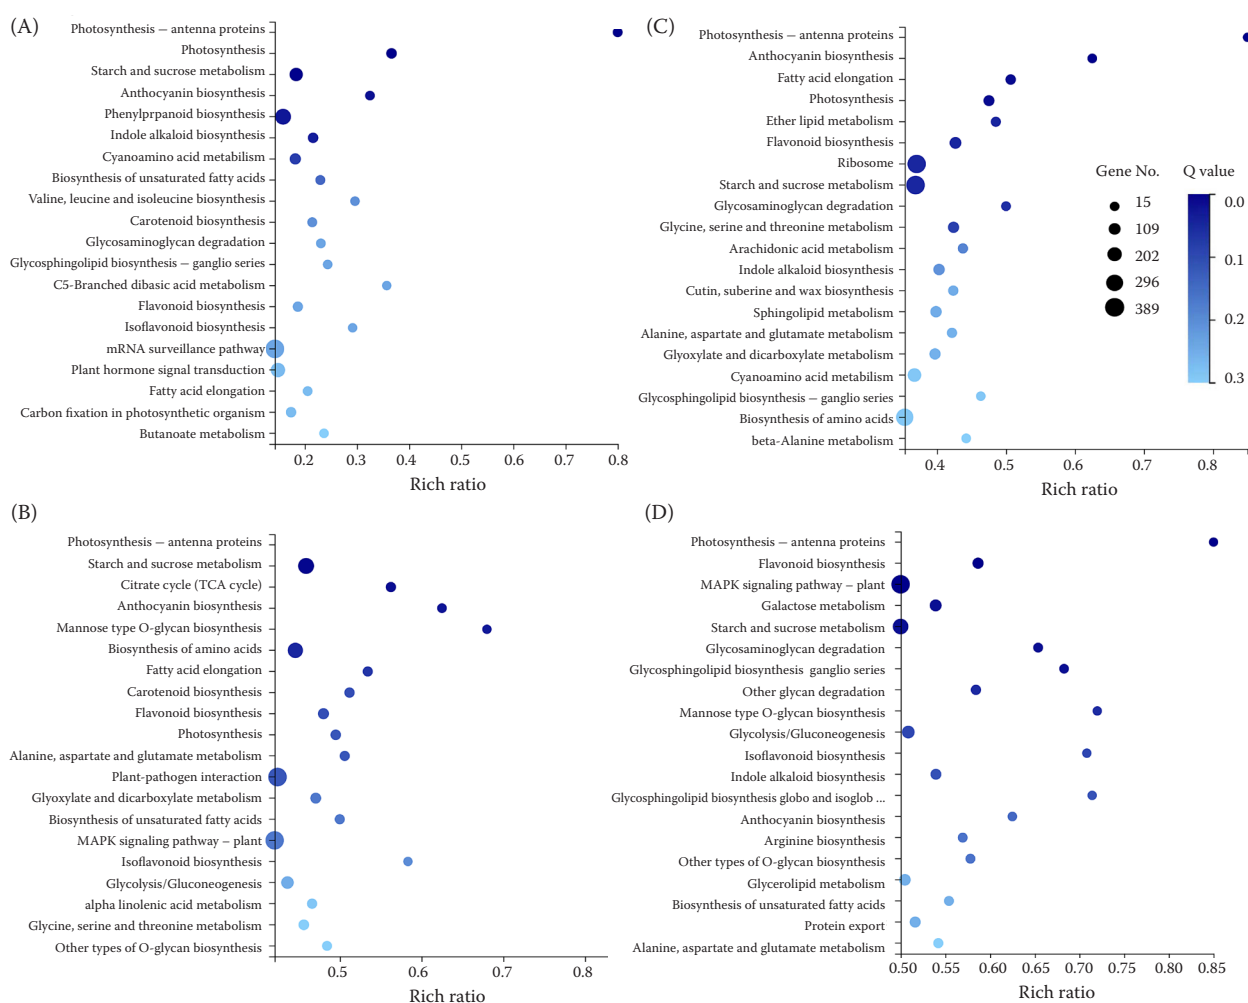 (A)
Photosynthesis – antenna proteins
Photosynthesis
Starch and sucrose metabolism
Anthocyanin biosynthesis
Phenylprpanoid biosynthesis
Indole alkaloid biosynthesis
Cyanoamino acid metabilism
Biosynthesis of unsaturated fatty acids
Valine, leucine and isoleucine biosynthesis
Carotenoid biosynthesis
Glycosaminoglycan degradation
Glycosphingolipid biosynthesis – ganglio series
C5-Branched dibasic acid metabolism
Flavonoid biosynthesis
Isoflavonoid biosynthesis
mRNA surveillance pathway
Plant hormone signal transduction
Fatty acid elongation
Carbon fixation in photosynthetic organism
Butanoate metabolism
0.2 0.3 0.4 0.5 0.6 0.7 0.8
Rich ratio
(C)
Photosynthesis – antenna proteins
Anthocyanin biosynthesis
Fatty acid elongation
Photosynthesis
Ether lipid metabolism
Flavonoid biosynthesis
Ribosome
Starch and sucrose metabolism
Glycosaminoglycan degradation
Glycine, serine and threonine metabolism
Arachidonic acid metabolism
Indole alkaloid biosynthesis
Cutin, suberine and wax biosynthesis
Sphingolipid metabolism
Alanine, aspartate and glutamate metabolism
Glyoxylate and dicarboxylate metabolism
Cyanoamino acid metabilism
Glycosphingolipid biosynthesis – ganglio series
Biosynthesis of amino acids
beta-Alanine metabolism
0.4 0.5 0.6 0.7 0.8
Rich ratio
Gene No.
15
109
202
296
389
Q value
0.0
0.1
0.2
0.3
(B)
Photosynthesis – antenna proteins
Starch and sucrose metabolism
Citrate cycle (TCA cycle)
Anthocyanin biosynthesis
Mannose type O-glycan biosynthesis
Biosynthesis of amino acids
Fatty acid elongation
Carotenoid biosynthesis
Flavonoid biosynthesis
Photosynthesis
Alanine, aspartate and glutamate metabolism
Plant-pathogen interaction
Glyoxylate and dicarboxylate metabolism
Biosynthesis of unsaturated fatty acids
MAPK signaling pathway – plant
Isoflavonoid biosynthesis
Glycolysis/Gluconeogenesis
alpha linolenic acid metabolism
Glycine, serine and threonine metabolism
Other types of O-glycan biosynthesis
0.5 0.6 0.7 0.8
Rich ratio
(D)
Photosynthesis – antenna proteins
Flavonoid biosynthesis
MAPK signaling pathway – plant
Galactose metabolism
Starch and sucrose metabolism
Glycosaminoglycan degradation
Glycosphingolipid biosynthesis ganglio series
Other glycan degradation
Mannose type O-glycan biosynthesis
Glycolysis/Gluconeogenesis
Isoflavonoid biosynthesis
Indole alkaloid biosynthesis
Glycosphingolipid biosynthesis globo and isoglob ...
Anthocyanin biosynthesis
Arginine biosynthesis
Other types of O-glycan biosynthesis
Glycerolipid metabolism
Biosynthesis of unsaturated fatty acids
Protein export
Alanine, aspartate and glutamate metabolism
0.50 0.55 0.60 0.65 0.70 0.75 0.80 0.85
Rich ratio